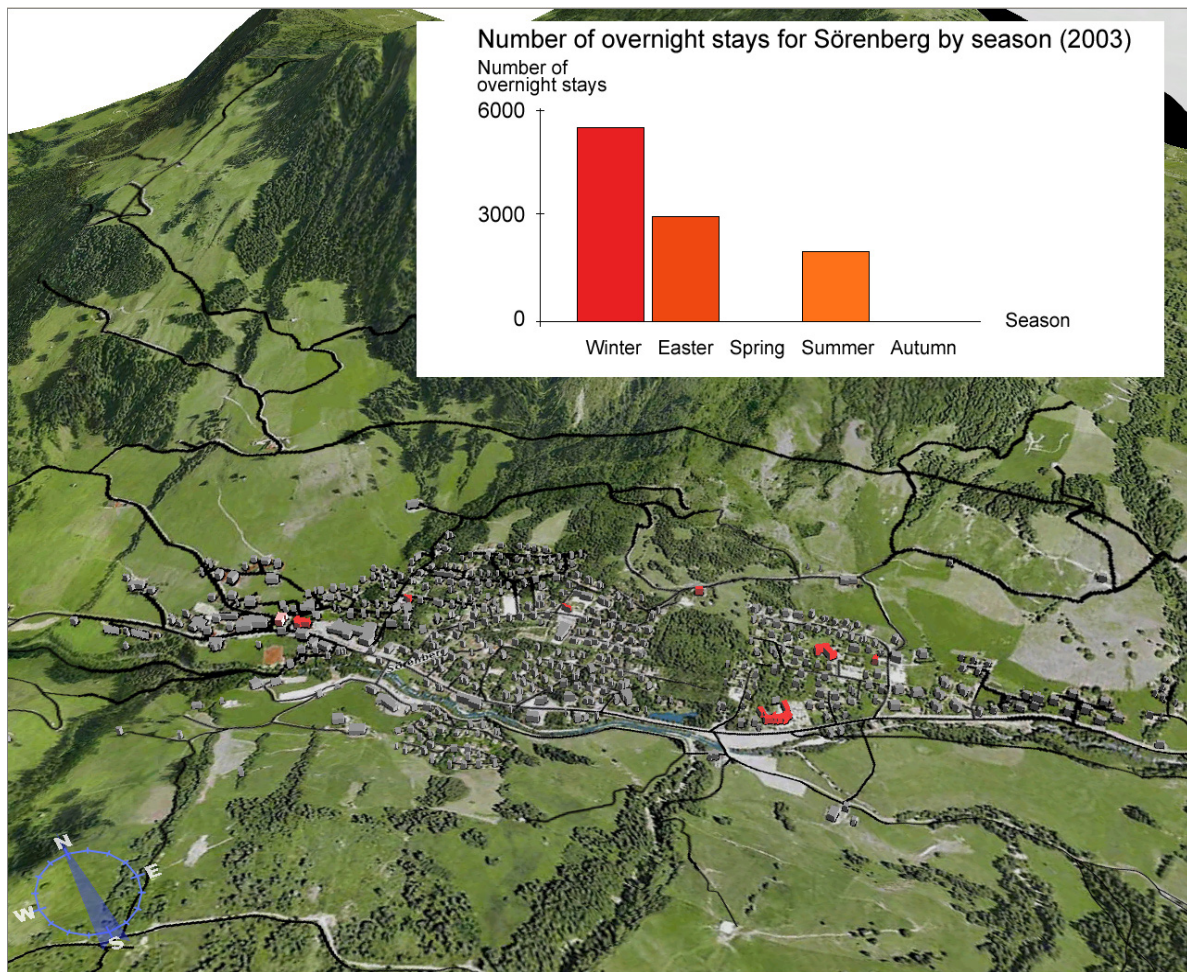 Number of overnight stays for Sörenberg by season (2003)
Number of
overnight stays
6000
3000
0
Season
Winter Easter Spring Summer Autumn
N
E
W
S